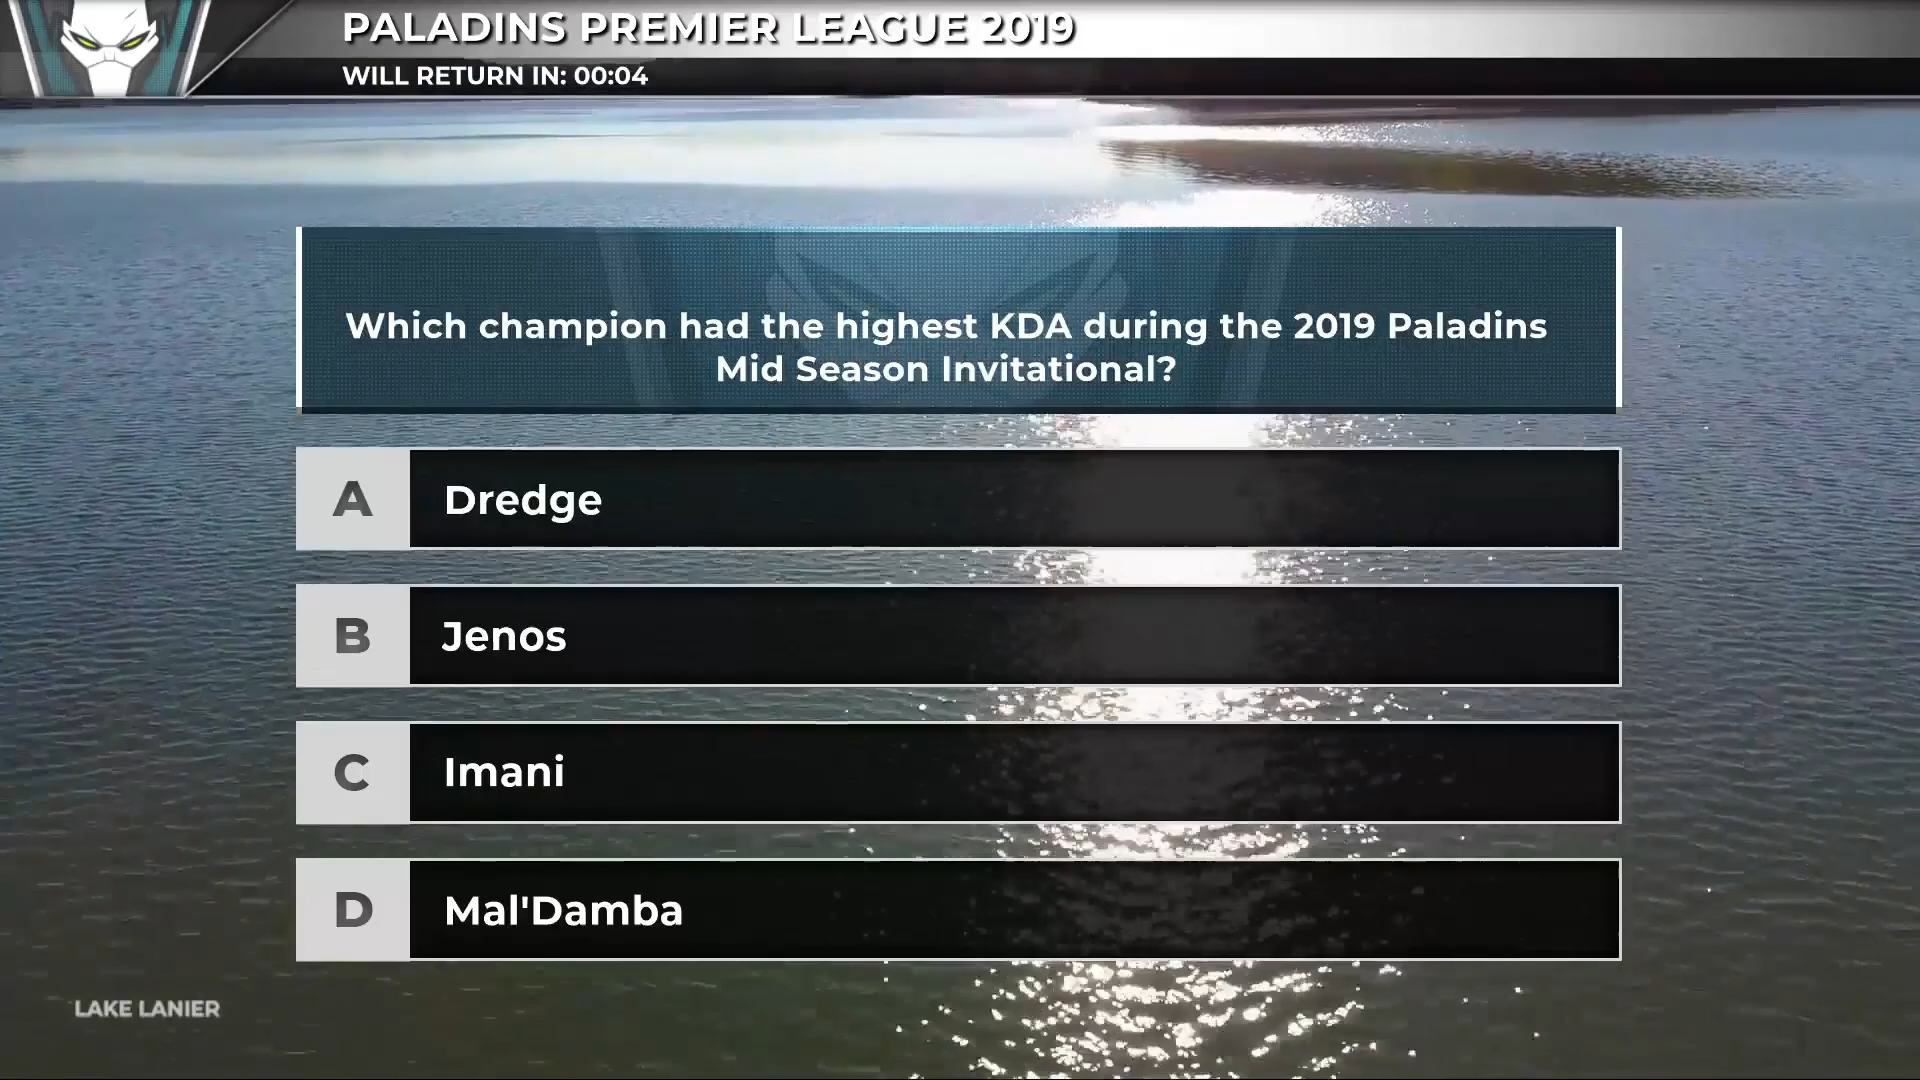 PALADINS PREMIER LEAGUE 2019
WILL RETURN IN: 00:04
Which champion had the highest KDA during the 2019 Paladins
Mid Season Invitational?
A Dredge
B Jenos
C Imani
D Mal'Damba
LAKE LANIER